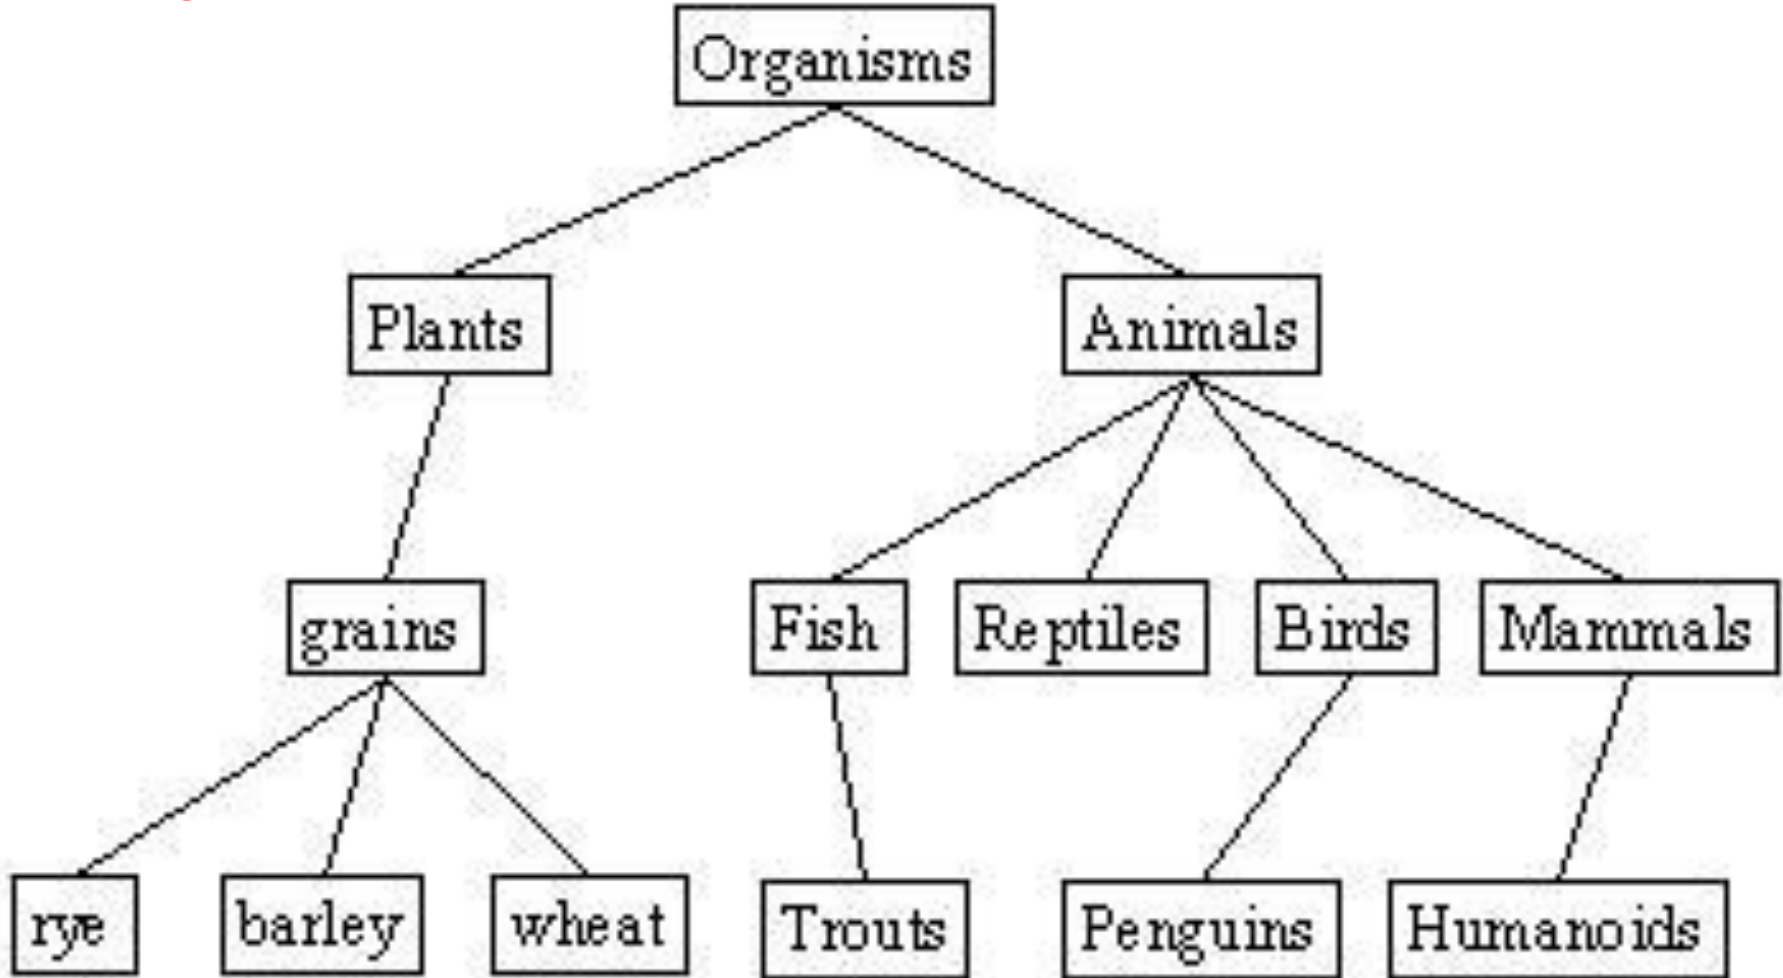 Organisms
Plants
Animals
grains
Fish
Reptiles
Birds
Mammals
rye
barley
wheat
Trouts
Penguins
Humanoids